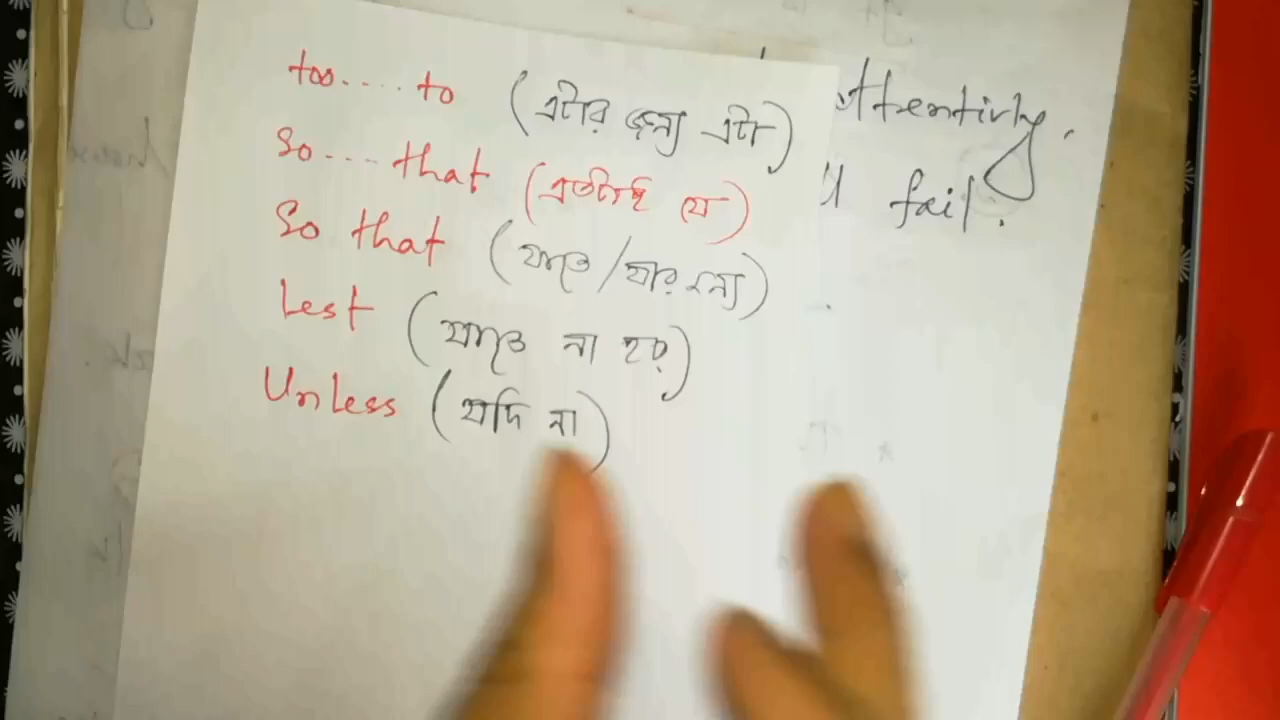 too.... to (এটার জন্য এটা)
So... that (এতটাই যে)
So that (যাতে/যার জন্য)
Lest (যাতে না হয়)
Unless (যদি না)
attentively.
fail.